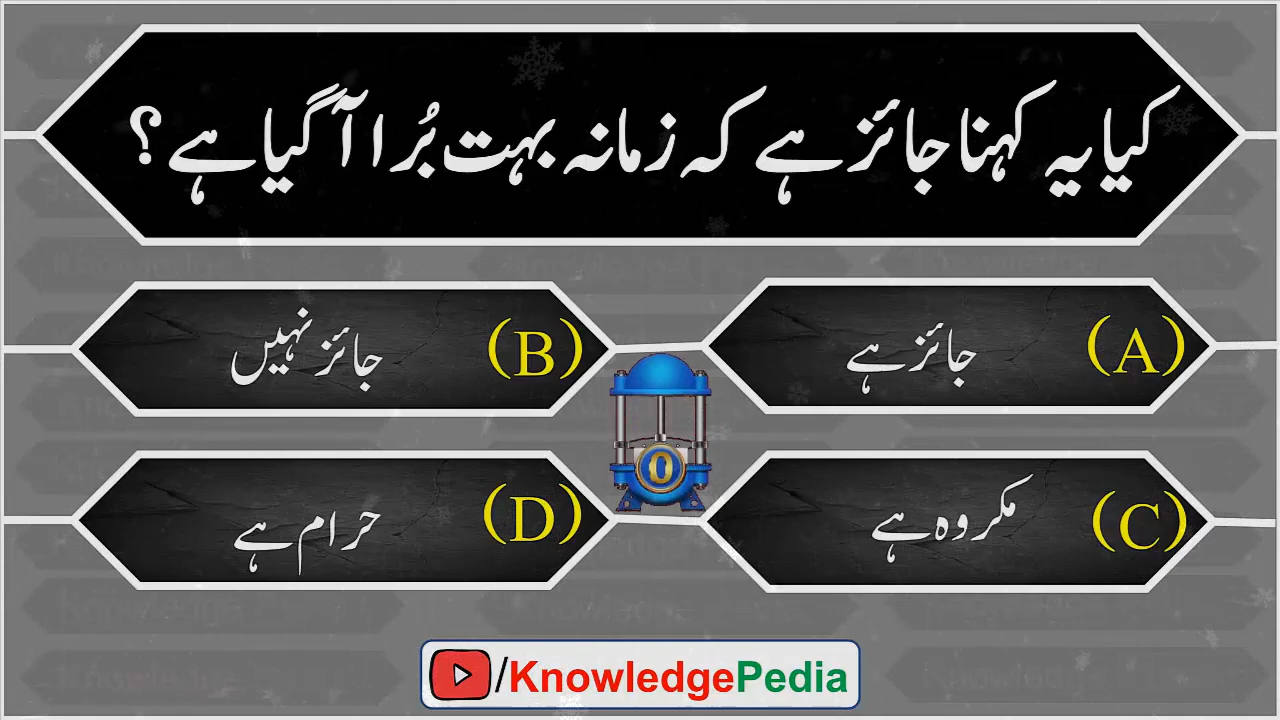 کیا یہ کہنا جائز ہے کہ زمانہ بہت بُرا آ گیا ہے؟
(A) جائز ہے
(B) جائز نہیں
(C) مکروہ ہے
(D) حرام ہے
0
/KnowledgePedia